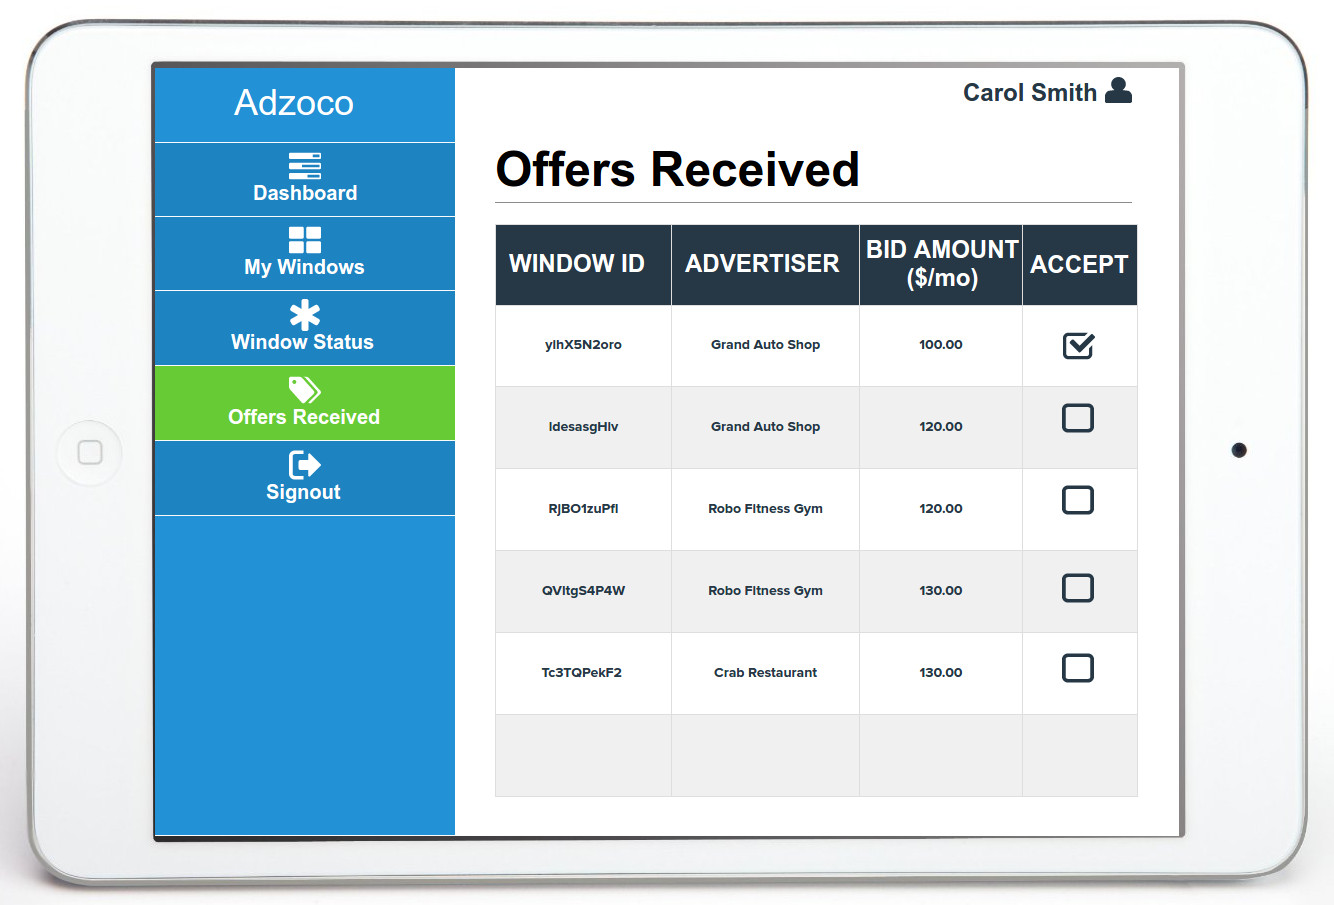 Adzoco
Carol Smith
Dashboard
My Windows
Window Status
Offers Received
Signout
Offers Received
WINDOW ID ADVERTISER BID AMOUNT ($/mo) ACCEPT
ylhX5N2oro Grand Auto Shop 100.00
ldesasgHlv Grand Auto Shop 120.00
RjBO1zuPfl Robo Fitness Gym 120.00
QVltgS4P4W Robo Fitness Gym 130.00
Tc3TQPekF2 Crab Restaurant 130.00